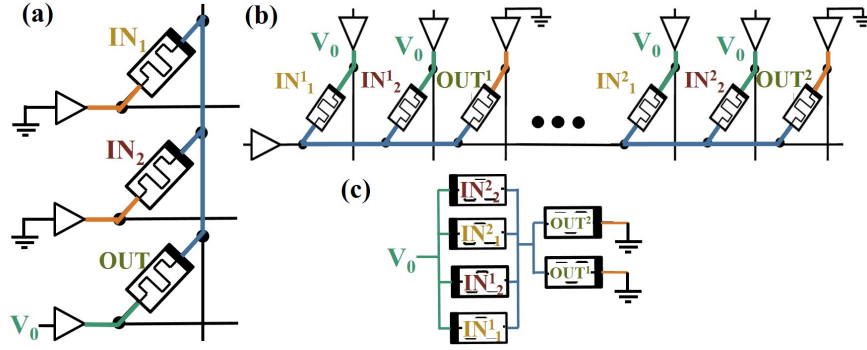 (a)
IN₁
IN₂
OUT
V₀
(b)
V₀ V₀ V₀ V₀
IN¹₁ IN¹₂ OUT¹ IN²₁ IN²₂ OUT²
(c)
IN²₂
IN²₁
IN¹₂
IN¹₁
V₀
OUT²
OUT¹